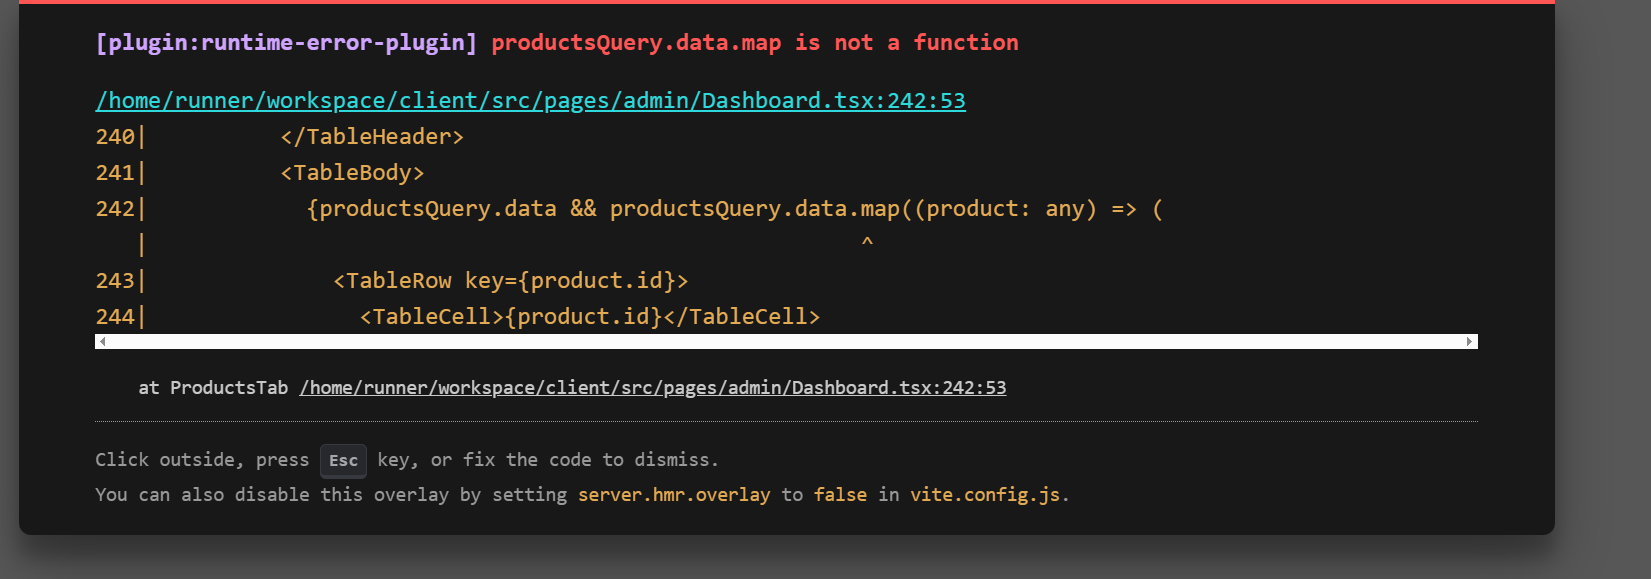 [plugin:runtime-error-plugin] productsQuery.data.map is not a function
/home/runner/workspace/client/src/pages/admin/Dashboard.tsx:242:53
240|          </TableHeader>
241|          <TableBody>
242|            {productsQuery.data && productsQuery.data.map((product: any) => (
   |                                                      ^
243|              <TableRow key={product.id}>
244|                <TableCell>{product.id}</TableCell>
at ProductsTab /home/runner/workspace/client/src/pages/admin/Dashboard.tsx:242:53
Click outside, press Esc key, or fix the code to dismiss.
You can also disable this overlay by setting server.hmr.overlay to false in vite.config.js.